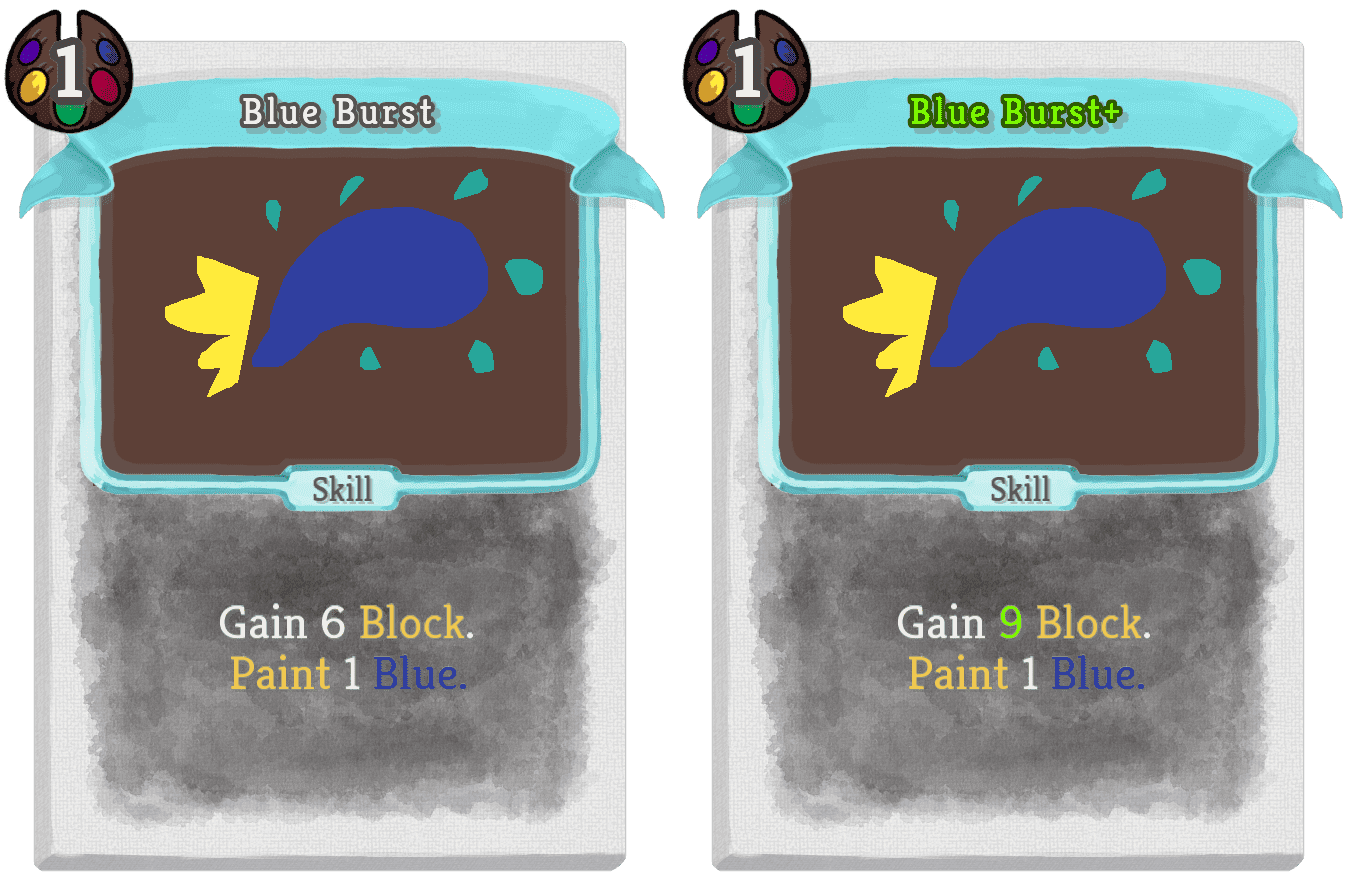 1
Blue Burst
Skill
Gain 6 Block.
Paint 1 Blue.
1
Blue Burst+
Skill
Gain 9 Block.
Paint 1 Blue.